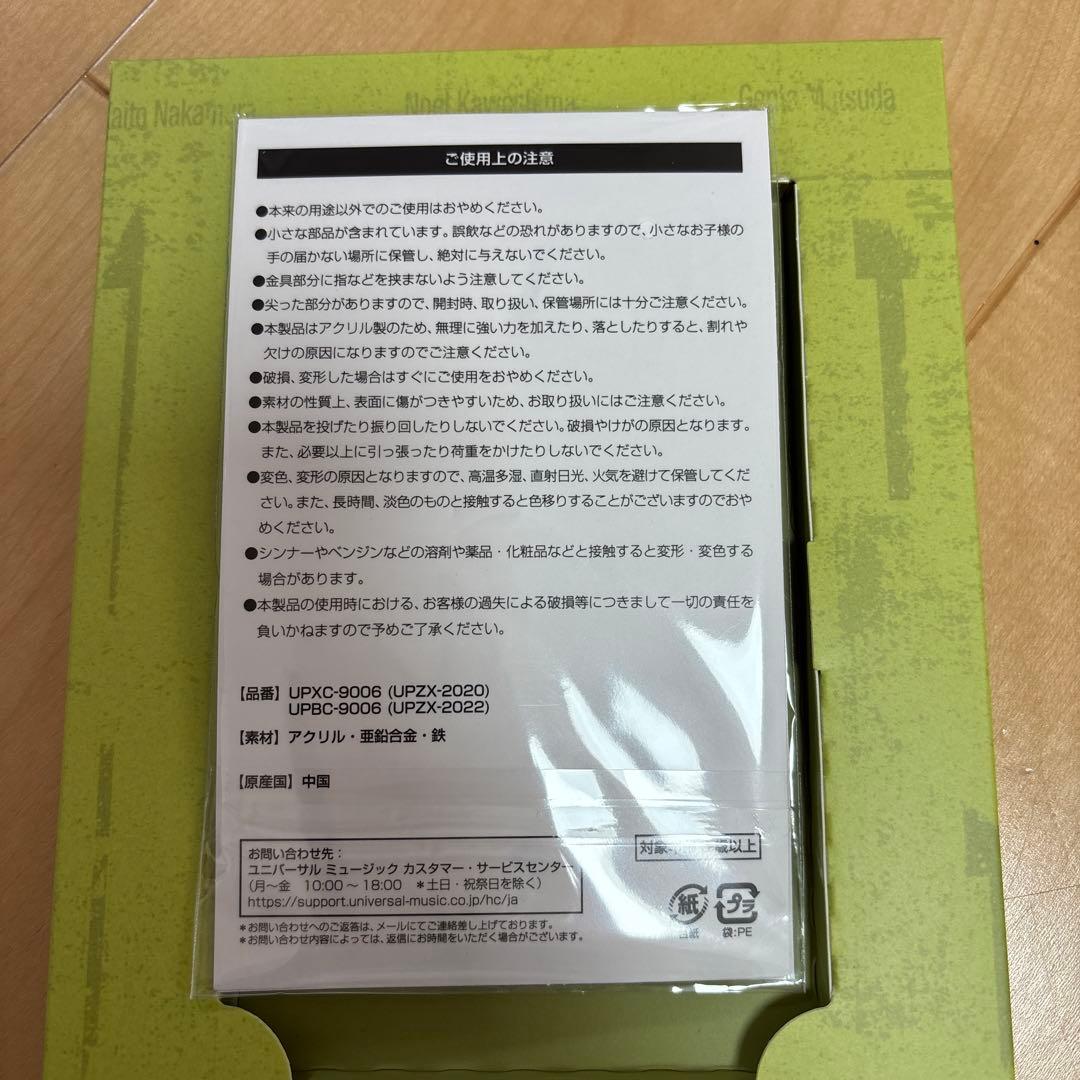 aito Nakamura
Noel Kawashima
Genta Matsuda
ご使用上の注意
●本来の用途以外でのご使用はおやめください。
●小さな部品が含まれています。誤飲などの恐れがありますので、小さなお子様の
手の届かない場所に保管し、絶対に与えないでください。
●金具部分に指などを挟まないよう注意してください。
●尖った部分がありますので、開封時、取り扱い、保管場所には十分ご注意ください。
●本製品はアクリル製のため、無理に強い力を加えたり、落としたりすると、割れや
欠けの原因になりますのでご注意ください。
●破損、変形した場合はすぐにご使用をおやめください。
●素材の性質上、表面に傷がつきやすいため、お取り扱いにはご注意ください。
●本製品を投げたり振り回したりしないでください。破損やけがの原因となります。
また、必要以上に引っ張ったり荷重をかけたりしないでください。
●変色、変形の原因となりますので、高温多湿、直射日光、火気を避けて保管してくだ
さい。また、長時間、淡色のものと接触すると色移りすることがございますのでおや
めください。
●シンナーやベンジンなどの溶剤や薬品・化粧品などと接触すると変形・変色する
場合があります。
●本製品の使用時における、お客様の過失による破損等につきまして一切の責任を
負いかねますので予めご了承ください。
【品番】 UPXC-9006 (UPZX-2020)
UPBC-9006 (UPZX-2022)
【素材】 アクリル・亜鉛合金・鉄
【原産国】 中国
お問い合わせ先：
ユニバーサル ミュージック カスタマー・サービスセンター
（月〜金 10:00〜18:00 ＊土日・祝祭日を除く）
https://support.universal-music.co.jp/hc/ja
＊お問い合わせへのご返答は、メールにてご連絡差し上げております。
＊お問い合わせ内容によっては、返信にお時間をいただく場合がございます。
対象 歳以上
紙
台紙
プラ
袋:PE